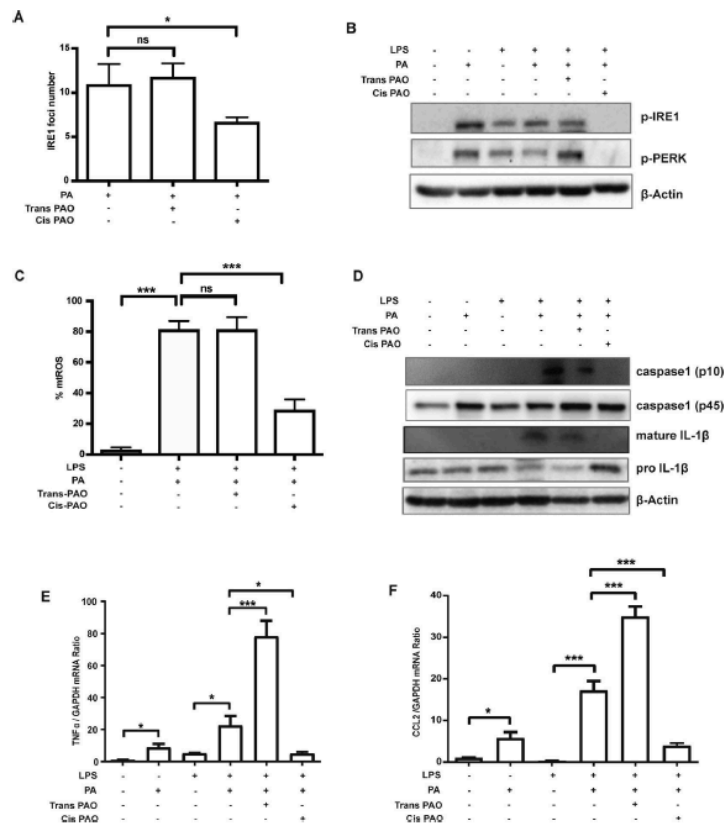 A
IRE1 foci number
15
10
5
0
*
ns
PA + + +
Trans PAO - + -
Cis PAO - - +
B
LPS - - + + + +
PA - + - + + +
Trans PAO - - - - + -
Cis PAO - - - - - +
p-IRE1
p-PERK
β-Actin
C
% mtROS
100
80
60
40
20
0
***
***
ns
LPS - + + +
PA - + + +
Trans-PAO - - + -
Cis-PAO - - - +
D
LPS - - + + + +
PA - + - + + +
Trans PAO - - - - + -
Cis PAO - - - - - +
caspase1 (p10)
caspase1 (p45)
mature IL-1β
pro IL-1β
β-Actin
E
TNFα / GAPDH mRNA Ratio
100
80
60
40
20
0
*
*
***
*
LPS - - + + + +
PA - + - + + +
Trans PAO - - - - + -
Cis PAO - - - - - +
F
CCL2 /GAPDH mRNA Ratio
40
30
20
10
0
*
***
***
***
LPS - - + + + +
PA - + - + + +
Trans PAO - - - - + -
Cis PAO - - - - - +